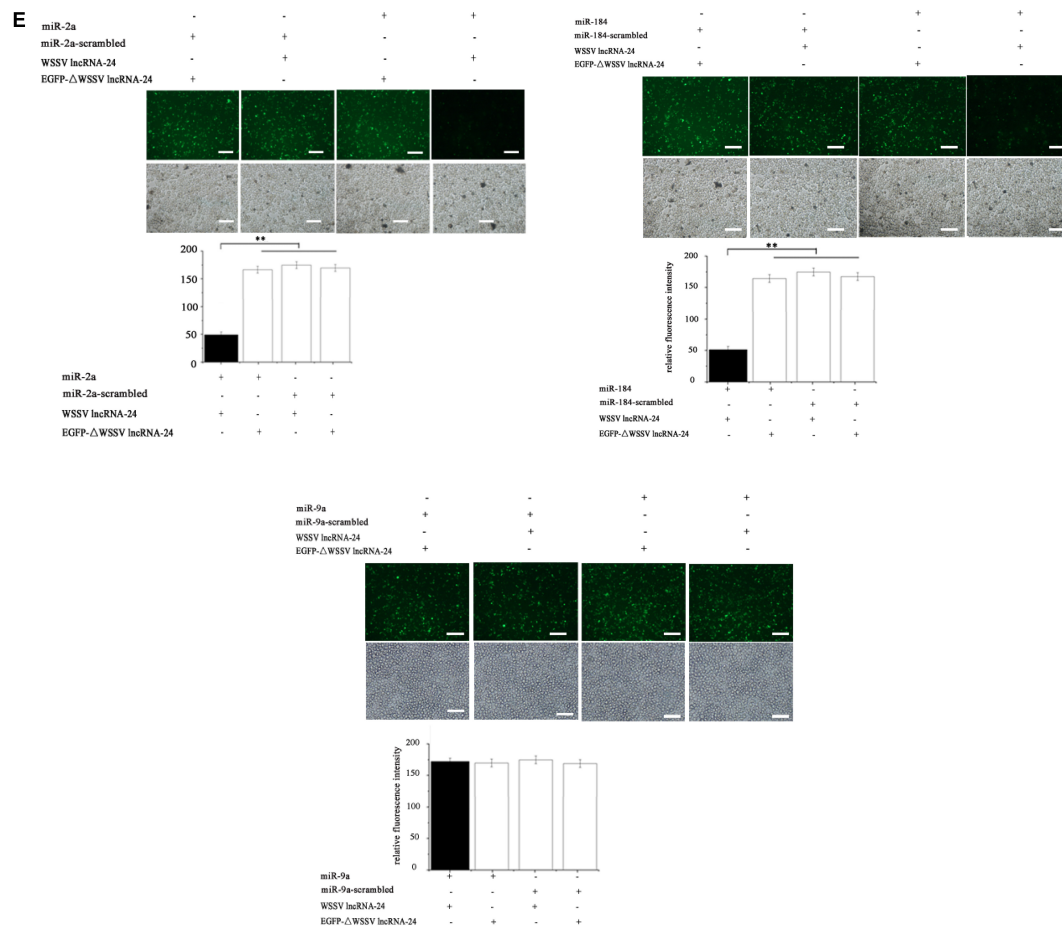 E
miR-2a - - + +
miR-2a-scrambled + + - -
WSSV lncRNA-24 - + - +
EGFP-△WSSV lncRNA-24 + - + -
**
200
150
50
0
miR-2a + + - -
miR-2a-scrambled - - + +
WSSV lncRNA-24 + - + -
EGFP-△WSSV lncRNA-24 - + - +
miR-184 - - + +
miR-184-scrambled + + - -
WSSV lncRNA-24 - + - +
EGFP-△WSSV lncRNA-24 + - + -
**
relative fluorescence intensity
200
150
50
0
miR-184 + + - -
miR-184-scrambled - - + +
WSSV lncRNA-24 + - + -
EGFP-△WSSV lncRNA-24 - + - +
miR-9a - - + +
miR-9a-scrambled + + - -
WSSV lncRNA-24 - + - +
EGFP-△WSSV lncRNA-24 + - + -
relative fluorescence intensity
200
150
50
0
miR-9a + + - -
miR-9a-scrambled - - + +
WSSV lncRNA-24 + - + -
EGFP-△WSSV lncRNA-24 - + - +